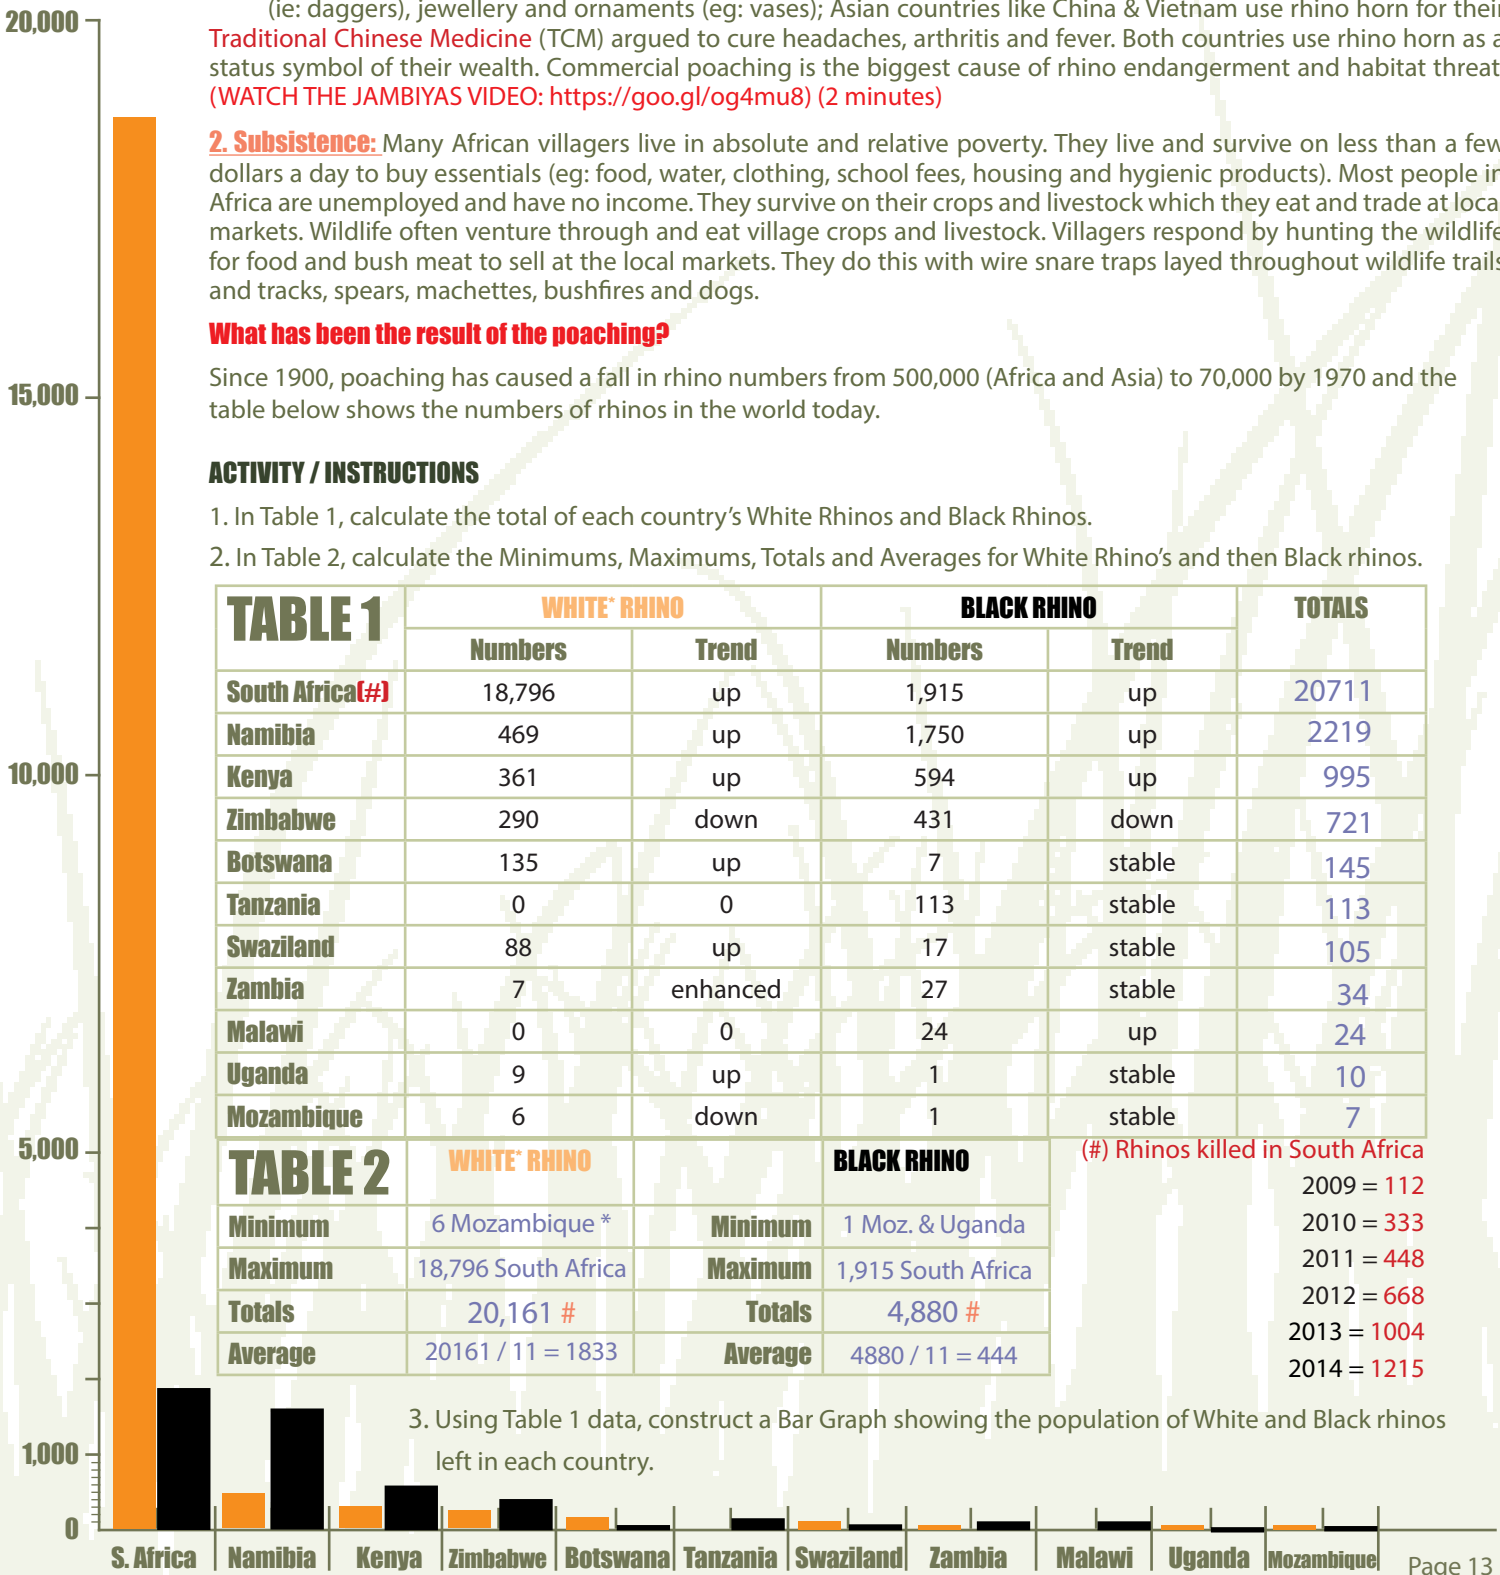 (ie: daggers), jewellery and ornaments (eg: vases); Asian countries like China & Vietnam use rhino horn for their
Traditional Chinese Medicine (TCM) argued to cure headaches, arthritis and fever. Both countries use rhino horn as a
status symbol of their wealth. Commercial poaching is the biggest cause of rhino endangerment and habitat threat
(WATCH THE JAMBIYAS VIDEO: https://goo.gl/og4mu8) (2 minutes)
2. Subsistence: Many African villagers live in absolute and relative poverty. They live and survive on less than a few
dollars a day to buy essentials (eg: food, water, clothing, school fees, housing and hygienic products). Most people in
Africa are unemployed and have no income. They survive on their crops and livestock which they eat and trade at local
markets. Wildlife often venture through and eat village crops and livestock. Villagers respond by hunting the wildlife
for food and bush meat to sell at the local markets. They do this with wire snare traps layed throughout wildlife trails
and tracks, spears, machettes, bushfires and dogs.
What has been the result of the poaching?
Since 1900, poaching has caused a fall in rhino numbers from 500,000 (Africa and Asia) to 70,000 by 1970 and the
table below shows the numbers of rhinos in the world today.
ACTIVITY / INSTRUCTIONS
1. In Table 1, calculate the total of each country's White Rhinos and Black Rhinos.
2. In Table 2, calculate the Minimums, Maximums, Totals and Averages for White Rhino's and then Black rhinos.
TABLE 1 WHITE* RHINO BLACK RHINO TOTALS
Numbers Trend Numbers Trend
South Africa(#) 18,796 up 1,915 up 20711
Namibia 469 up 1,750 up 2219
Kenya 361 up 594 up 995
Zimbabwe 290 down 431 down 721
Botswana 135 up 7 stable 145
Tanzania 0 0 113 stable 113
Swaziland 88 up 17 stable 105
Zambia 7 enhanced 27 stable 34
Malawi 0 0 24 up 24
Uganda 9 up 1 stable 10
Mozambique 6 down 1 stable 7
TABLE 2 WHITE* RHINO BLACK RHINO
Minimum 6 Mozambique * Minimum 1 Moz. & Uganda
Maximum 18,796 South Africa Maximum 1,915 South Africa
Totals 20,161 # Totals 4,880 #
Average 20161 / 11 = 1833 Average 4880 / 11 = 444
(#) Rhinos killed in South Africa
2009 = 112
2010 = 333
2011 = 448
2012 = 668
2013 = 1004
2014 = 1215
3. Using Table 1 data, construct a Bar Graph showing the population of White and Black rhinos
left in each country.
20,000
15,000
10,000
5,000
1,000
0
S. Africa Namibia Kenya Zimbabwe Botswana Tanzania Swaziland Zambia Malawi Uganda Mozambique
Page 13